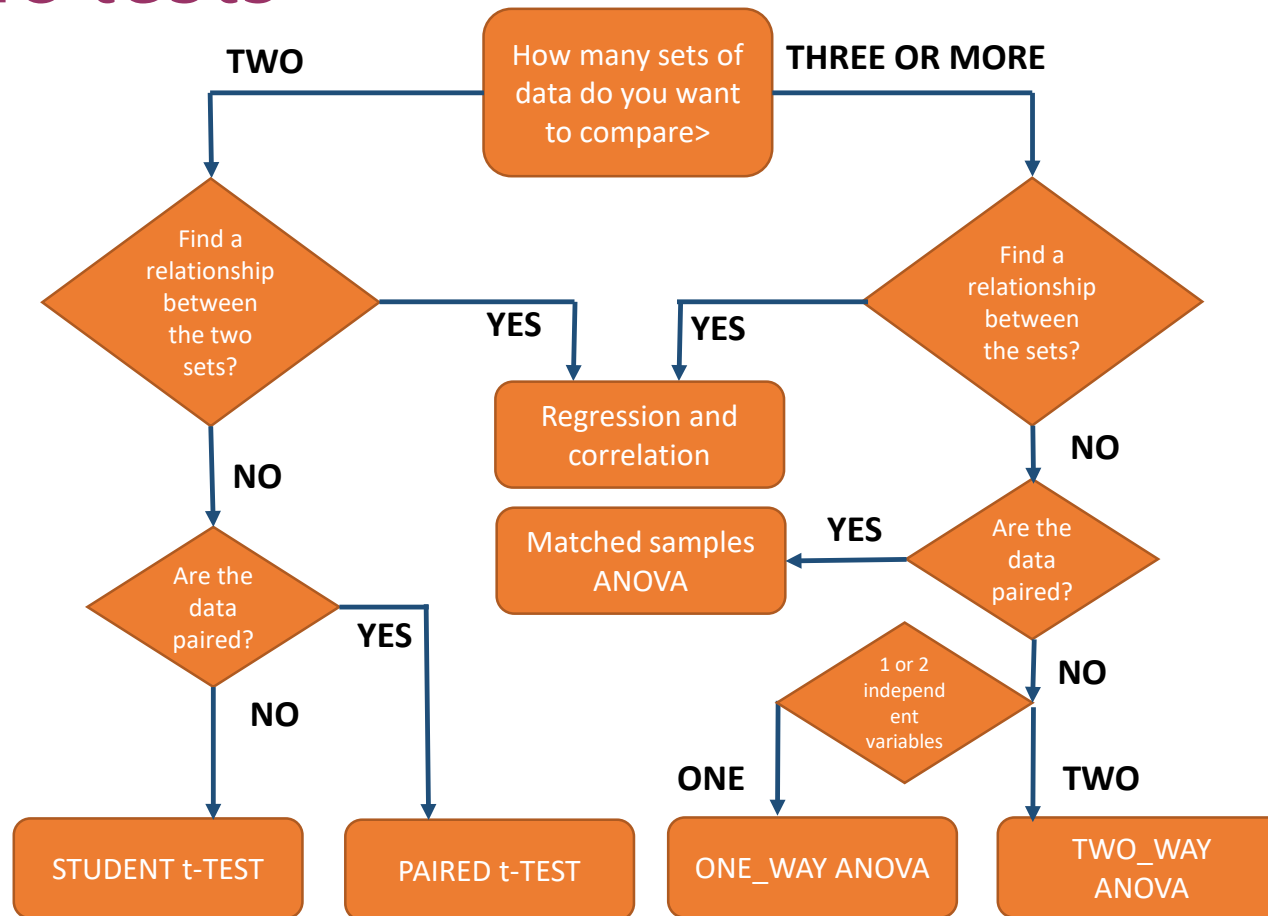 tests
TWO
How many sets of
data do you want
to compare>
THREE OR MORE
Find a
relationship
between
the two
sets?
YES
YES
Find a
relationship
between
the sets?
Regression and
correlation
NO
NO
Matched samples
ANOVA
YES
Are the
data
paired?
Are the
data
paired?
YES
NO
1 or 2
independ
ent
variables
NO
ONE
TWO
STUDENT t-TEST
PAIRED t-TEST
ONE_WAY ANOVA
TWO_WAY
ANOVA